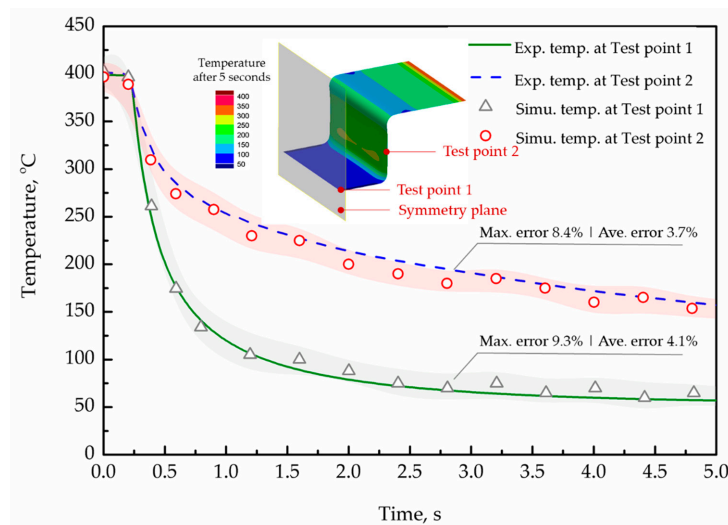 450
400
350
300
250
200
150
100
50
0
Temperature, ºC
0.0
0.5
1.0
1.5
2.0
2.5
3.0
3.5
4.0
4.5
5.0
Time, s
Temperature
after 5 seconds
400
350
300
250
200
150
100
50
Exp. temp. at Test point 1
Exp. temp. at Test point 2
Simu. temp. at Test point 1
Simu. temp. at Test point 2
Test point 2
Test point 1
Symmetry plane
Max. error 8.4% | Ave. error 3.7%
Max. error 9.3% | Ave. error 4.1%